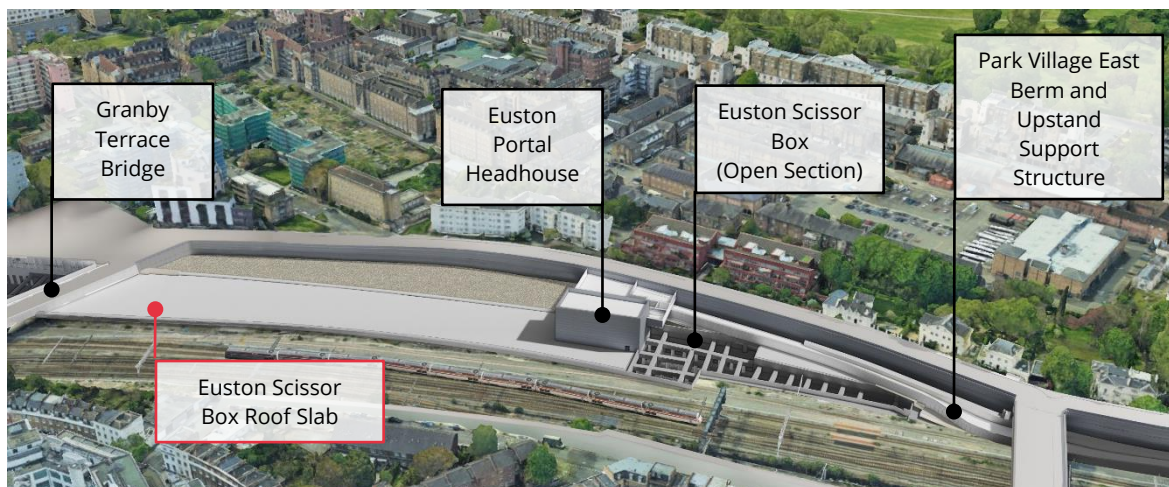 Granby
Terrace
Bridge
Euston
Portal
Headhouse
Euston Scissor
Box
(Open Section)
Park Village East
Berm and
Upstand
Support
Structure
Euston Scissor
Box Roof Slab